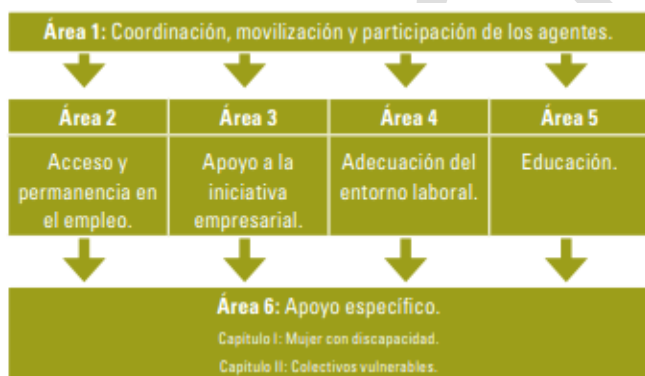 Área 1: Coordinación, movilización y participación de los agentes.
Área 2
Acceso y
permanencia en
el empleo.
Área 3
Apoyo a la
iniciativa
empresarial.
Área 4
Adecuación del
entorno laboral.
Área 5
Educación.
Área 6: Apoyo específico.
Capítulo I: Mujer con discapacidad.
Capítulo II: Colectivos vulnerables.